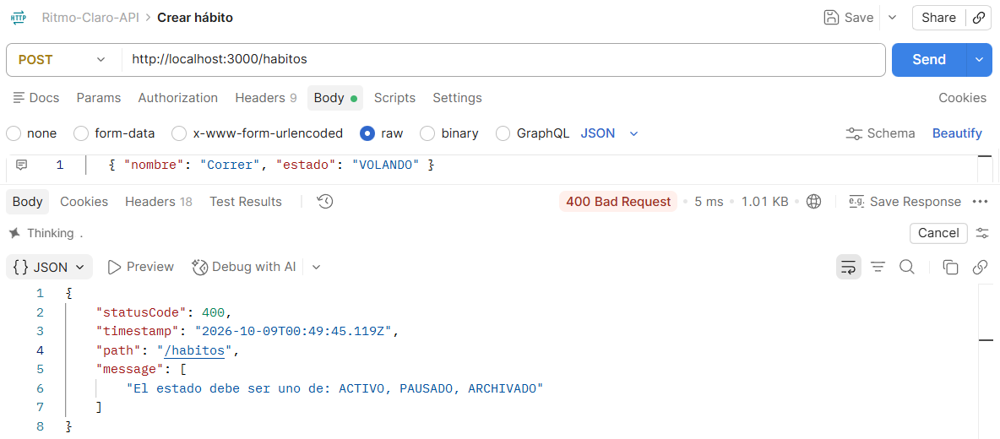 HTTP Ritmo-Claro-API > Crear hábito Save Share
POST http://localhost:3000/habitos Send
Docs Params Authorization Headers 9 Body Scripts Settings Cookies
none form-data x-www-form-urlencoded raw binary GraphQL JSON Schema Beautify
1 { "nombre": "Correr", "estado": "VOLANDO" }
Body Cookies Headers 18 Test Results 400 Bad Request • 5 ms • 1.01 KB • e.g. Save Response
Thinking . Cancel
{} JSON Preview Debug with AI
1 {
2 "statusCode": 400,
3 "timestamp": "2026-10-09T00:49:45.119Z",
4 "path": "/habitos",
5 "message": [
6 "El estado debe ser uno de: ACTIVO, PAUSADO, ARCHIVADO"
7 ]
8 }